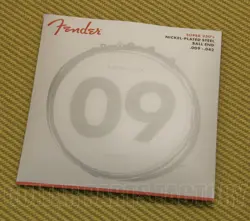 Fender
SUPER 250's
NICKEL-PLATED STEEL
BALL END
.009 - .042
09